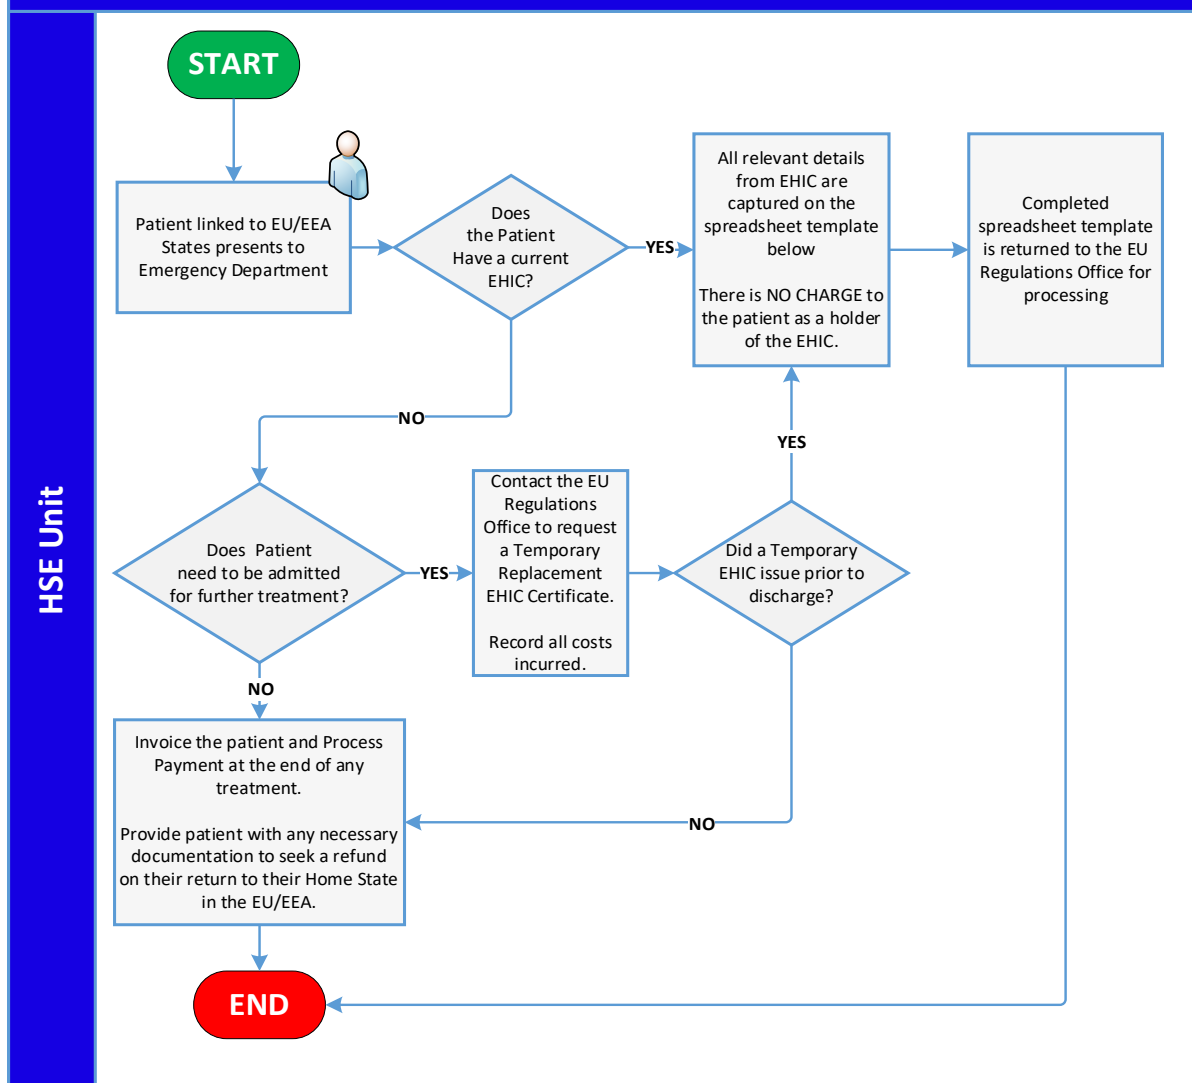 HSE Unit
START
Patient linked to EU/EEA
States presents to
Emergency Department
Does
the Patient
Have a current
EHIC?
YES
All relevant details
from EHIC are
captured on the
spreadsheet template
below
There is NO CHARGE to
the patient as a holder
of the EHIC.
Completed
spreadsheet template
is returned to the EU
Regulations Office for
processing
NO
Does Patient
need to be admitted
for further treatment?
YES
Contact the EU
Regulations
Office to request
a Temporary
Replacement
EHIC Certificate.
Record all costs
incurred.
Did a Temporary
EHIC issue prior to
discharge?
YES
NO
NO
Invoice the patient and Process
Payment at the end of any
treatment.
Provide patient with any necessary
documentation to seek a refund
on their return to their Home State
in the EU/EEA.
END